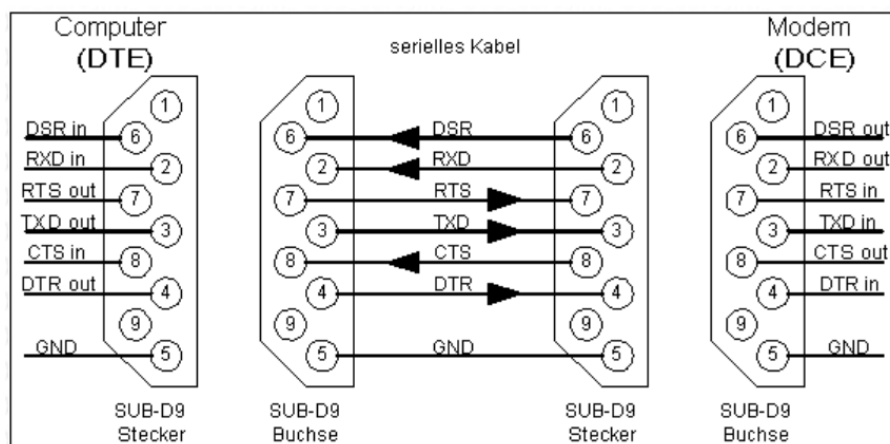 Computer
(DTE)
serielles Kabel
Modem
(DCE)
1
1
1
1
DSR in
6
6
DSR
6
6
DSR out
RXD in
2
2
RXD
2
2
RXD out
RTS out
7
7
RTS
7
7
RTS in
TXD out
3
3
TXD
3
3
TXD in
CTS in
8
8
CTS
8
8
CTS out
DTR out
4
4
DTR
4
4
DTR in
9
9
9
9
GND
5
5
GND
5
5
GND
SUB-D9
Stecker
SUB-D9
Buchse
SUB-D9
Stecker
SUB-D9
Buchse